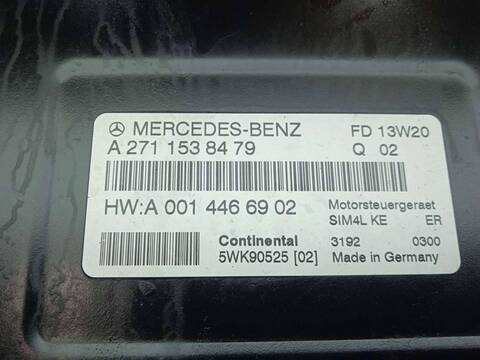 MERCEDES-BENZ FD 13W20
A 271 153 84 79 Q 02
HW:A 001 446 69 02 Motorsteuergeraet
SIM4L KE ER
Continental 3192 0300
5WK90525 [02] Made in Germany